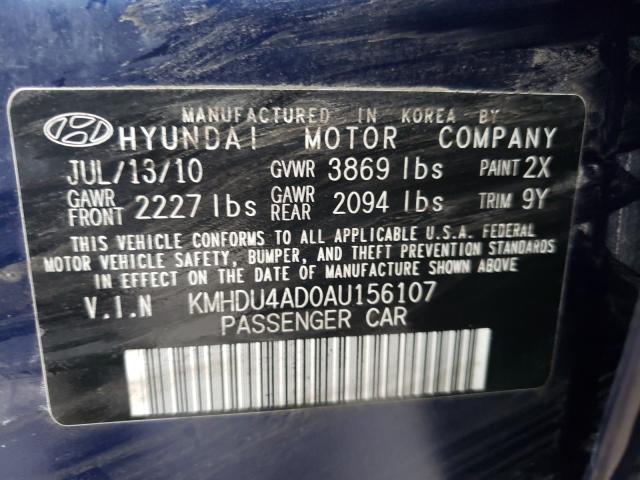 MANUFACTURED IN KOREA BY
HYUNDAI MOTOR COMPANY
JUL/13/10 GVWR 3869 lbs PAINT 2X
GAWR FRONT 2227 lbs GAWR REAR 2094 lbs TRIM 9Y
THIS VEHICLE CONFORMS TO ALL APPLICABLE U.S.A. FEDERAL
MOTOR VEHICLE SAFETY, BUMPER, AND THEFT PREVENTION STANDARDS
IN EFFECT ON THE DATE OF MANUFACTURE SHOWN ABOVE
V.I.N KMHDU4AD0AU156107
PASSENGER CAR